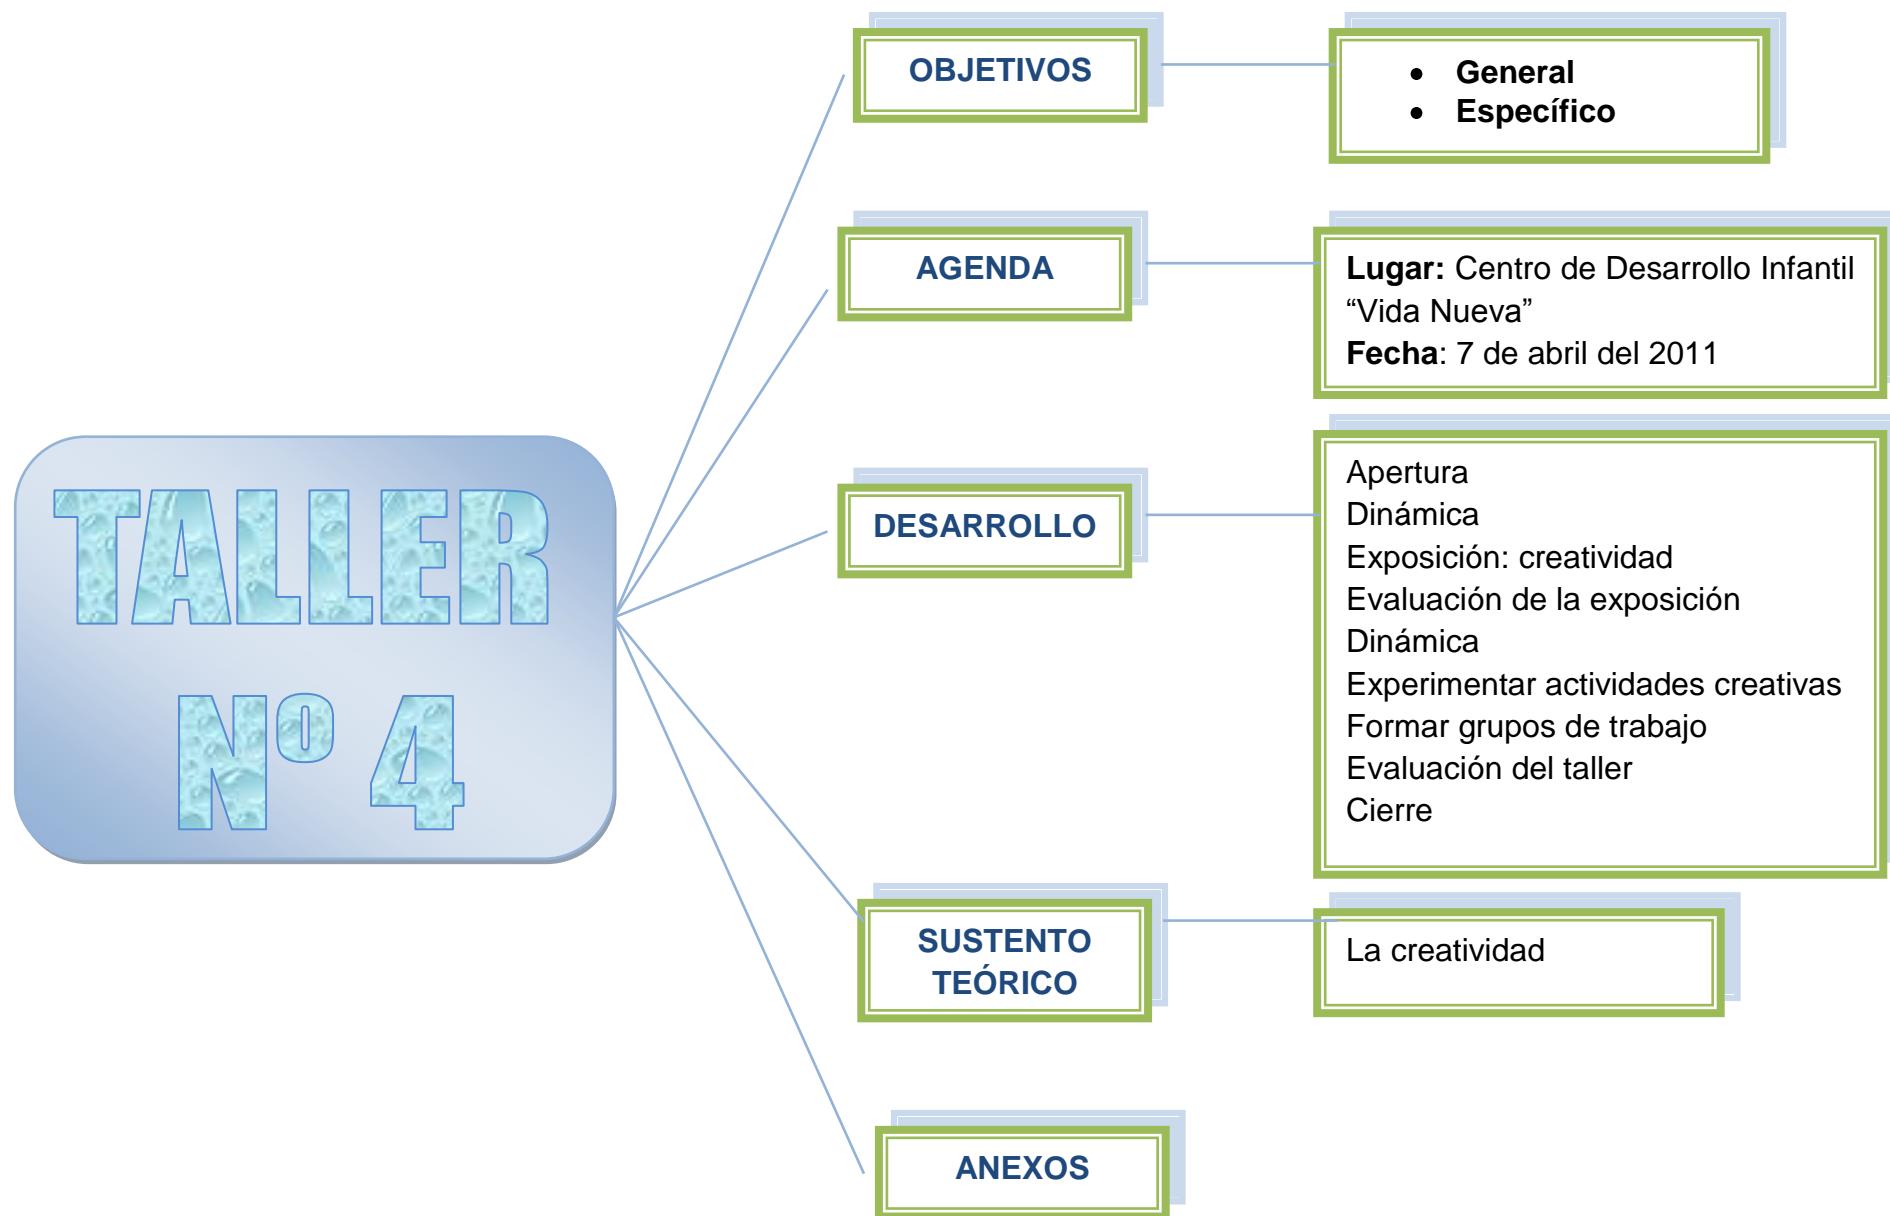 TALLER
Nº 4
OBJETIVOS
• General
• Específico
AGENDA
Lugar: Centro de Desarrollo Infantil
“Vida Nueva”
Fecha: 7 de abril del 2011
DESARROLLO
Apertura
Dinámica
Exposición: creatividad
Evaluación de la exposición
Dinámica
Experimentar actividades creativas
Formar grupos de trabajo
Evaluación del taller
Cierre
SUSTENTO
TEÓRICO
La creatividad
ANEXOS